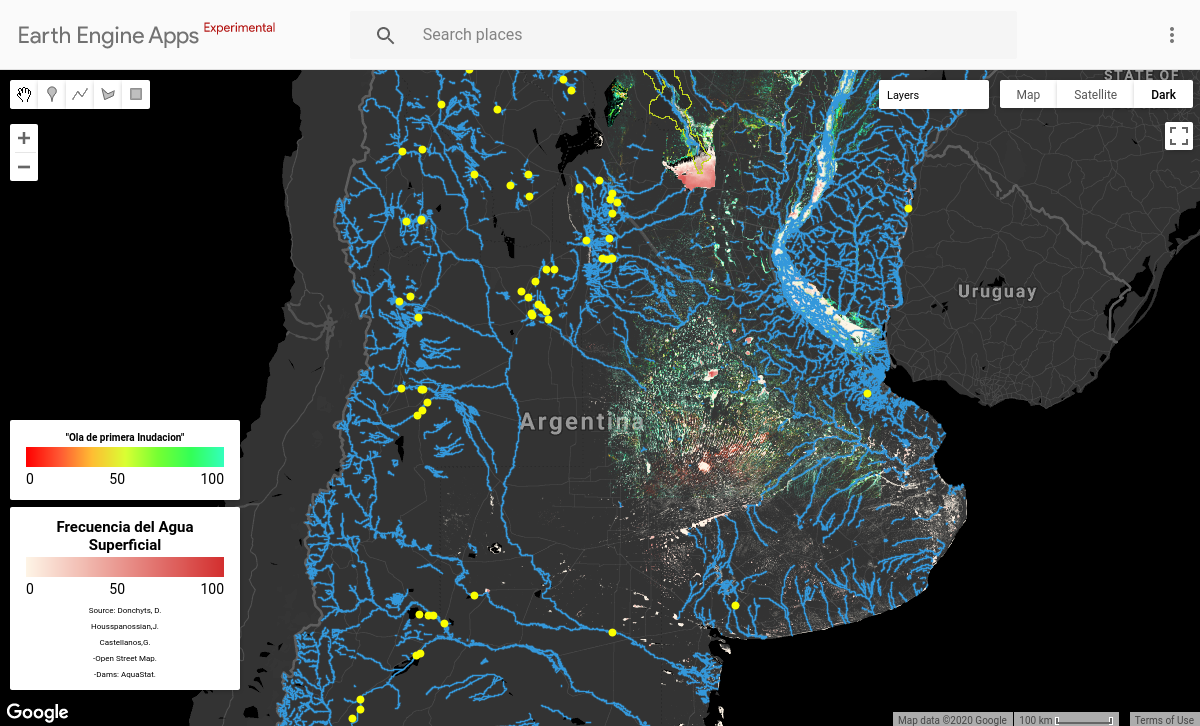 Earth Engine Apps Experimental
Search places
STATE OF
Layers
Map
Satellite
Dark
Uruguay
Argentina
"Ola de primera Inudacion"
0 50 100
Frecuencia del Agua
Superficial
0 50 100
Source: Donchyts, D.
Housspanossian,J.
Castellanos,G.
-Open Street Map.
-Dams: AquaStat.
Google
Map data ©2020 Google
100 km
Terms of Use